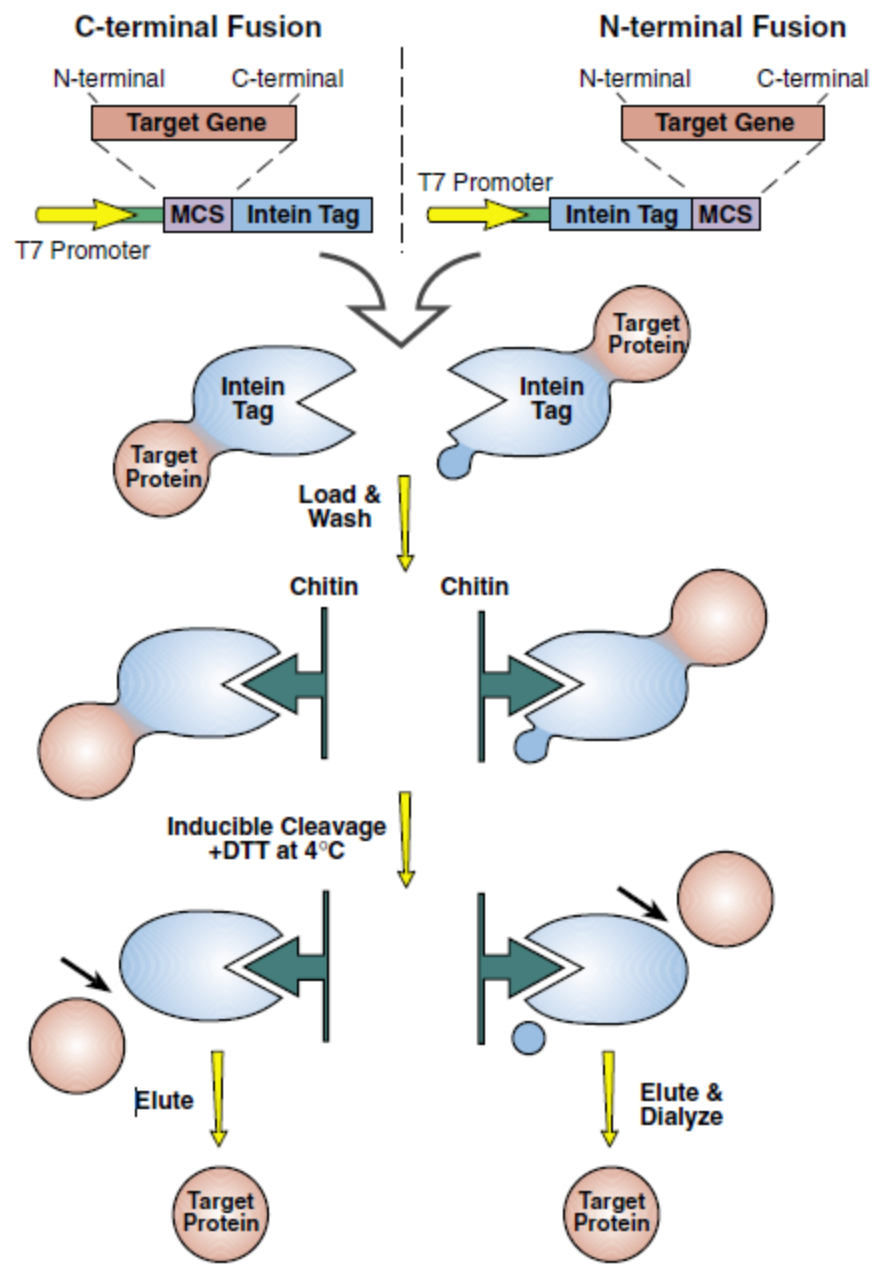 C-terminal Fusion
N-terminal Fusion
N-terminal
C-terminal
N-terminal
C-terminal
Target Gene
Target Gene
T7 Promoter
MCS
Intein Tag
Intein Tag
MCS
T7 Promoter
Target
Protein
Intein
Tag
Intein
Tag
Target
Protein
Load &
Wash
Chitin
Chitin
Inducible Cleavage
+DTT at 4°C
Elute
Elute &
Dialyze
Target
Protein
Target
Protein